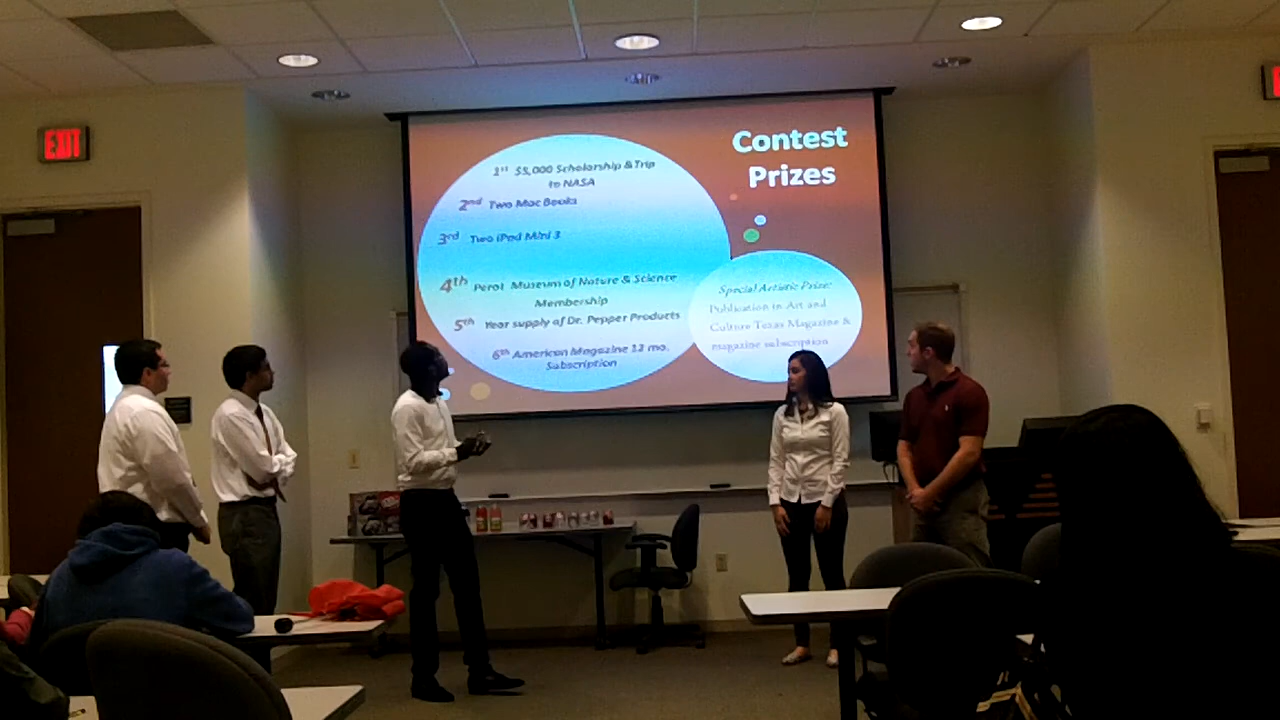 EXIT
Contest
Prizes
1st $5,000 Scholarship & Trip
to NASA
2nd Two Mac Books
3rd Two iPad Mini 3
4th Perot Museum of Nature & Science
Membership
5th Year supply of Dr. Pepper Products
6th American Magazine 12 mo.
Subscription
Special Artistic Prize:
Publication in Art and
Culture Texas Magazine &
magazine subscription